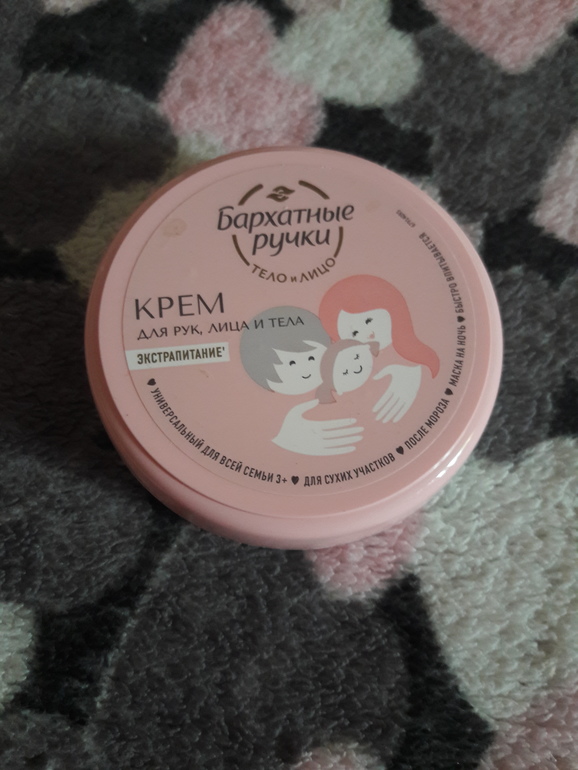 Бархатные
ручки
ТЕЛО и ЛИЦО
КРЕМ
ДЛЯ РУК, ЛИЦА И ТЕЛА
ЭКСТРАПИТАНИЕ¹
♥ УНИВЕРСАЛЬНЫЙ ДЛЯ ВСЕЙ СЕМЬИ 3+ ♥ ДЛЯ СУХИХ УЧАСТКОВ ♥ ПОСЛЕ МОРОЗА ♥ МАСКА НА НОЧЬ ♥ БЫСТРО ВПИТЫВАЕТСЯ